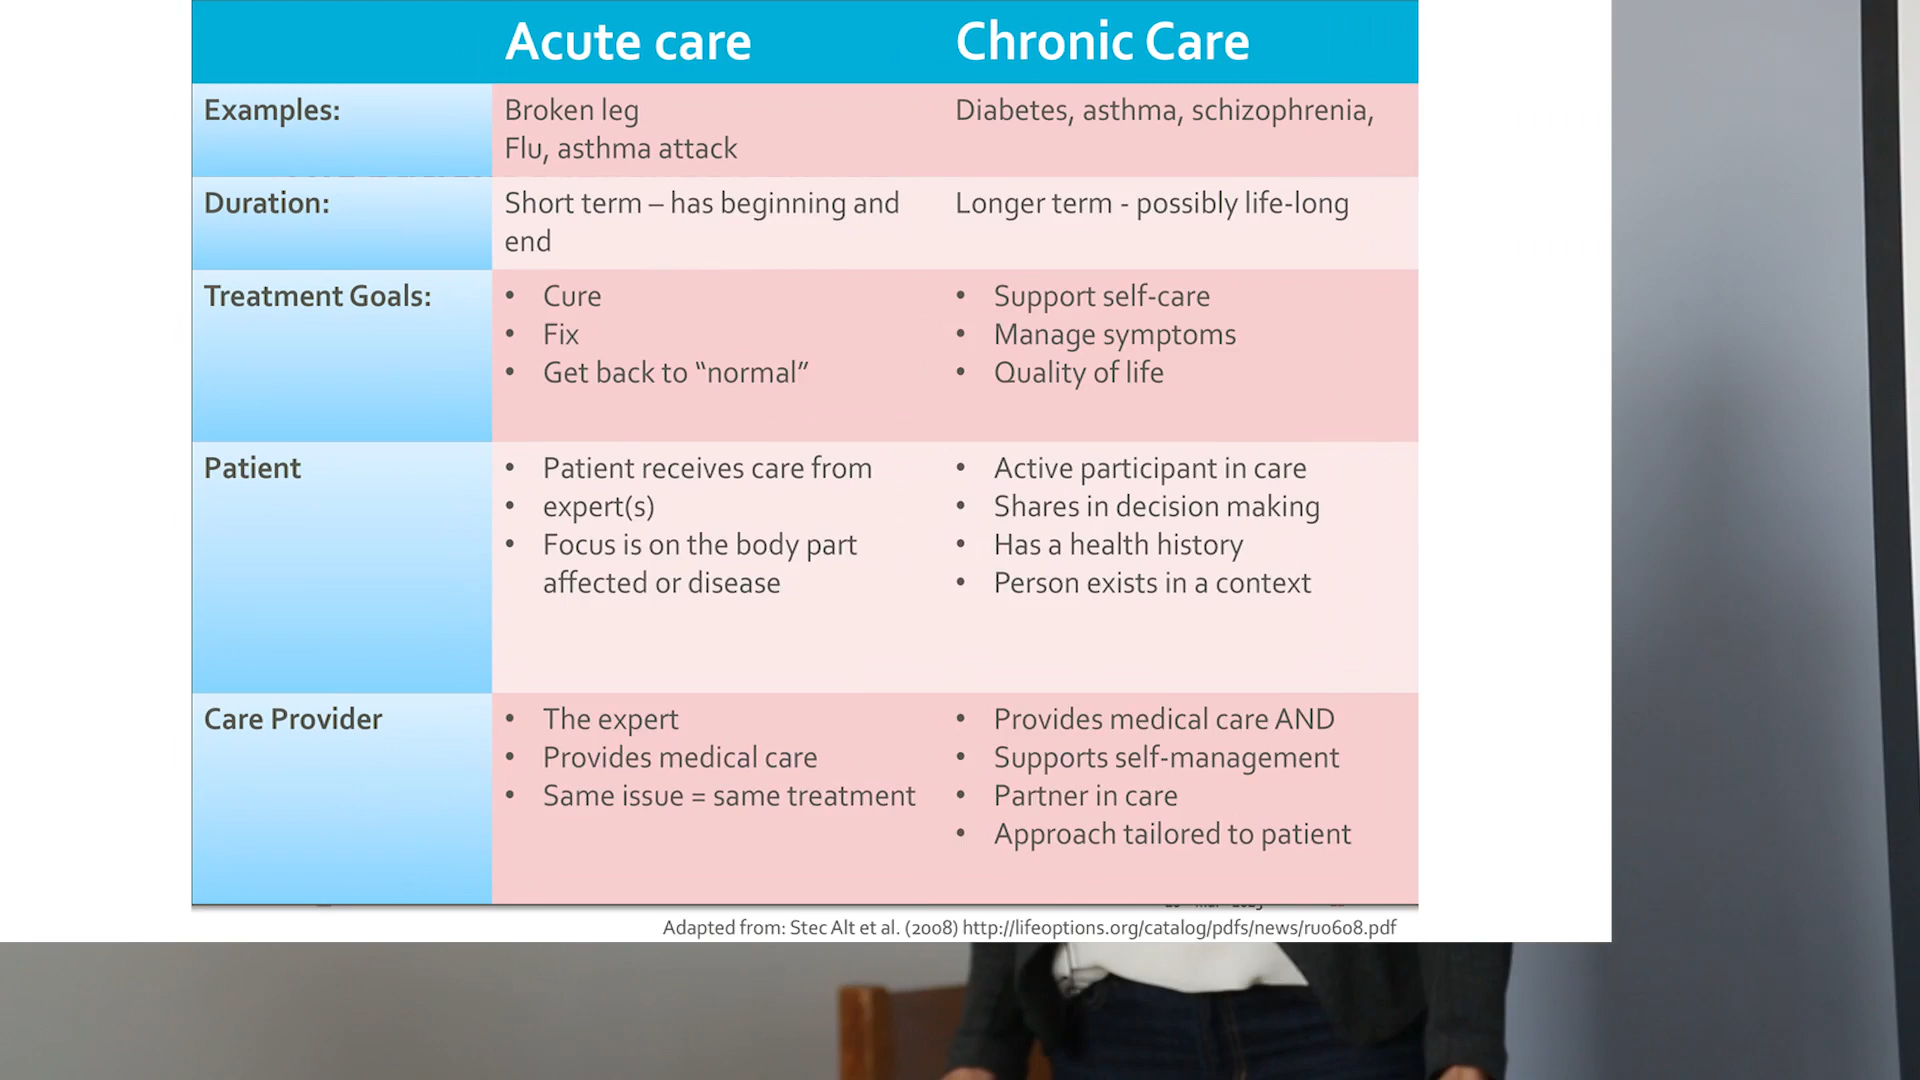 Acute care
Chronic Care
Examples:
Broken leg
Flu, asthma attack
Diabetes, asthma, schizophrenia,
Duration:
Short term – has beginning and
end
Longer term - possibly life-long
Treatment Goals:
• Cure
• Fix
• Get back to “normal”
• Support self-care
• Manage symptoms
• Quality of life
Patient
• Patient receives care from
• expert(s)
• Focus is on the body part
affected or disease
• Active participant in care
• Shares in decision making
• Has a health history
• Person exists in a context
Care Provider
• The expert
• Provides medical care
• Same issue = same treatment
• Provides medical care AND
• Supports self-management
• Partner in care
• Approach tailored to patient
Adapted from: Stec Alt et al. (2008) http://lifeoptions.org/catalog/pdfs/news/ru0608.pdf